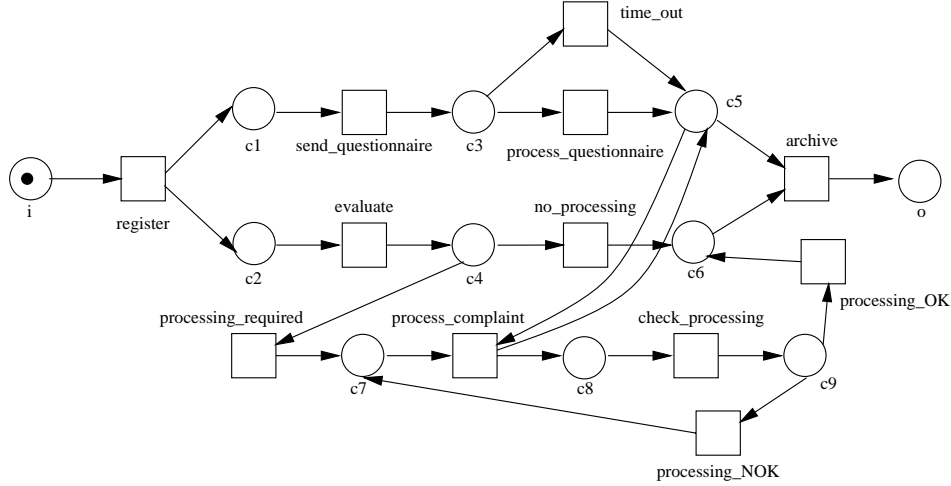 time_out
c5
archive
c1
send_questionnaire
c3
process_questionnaire
i
register
evaluate
no_processing
o
c2
c4
c6
processing_OK
processing_required
process_complaint
check_processing
c7
c8
c9
processing_NOK